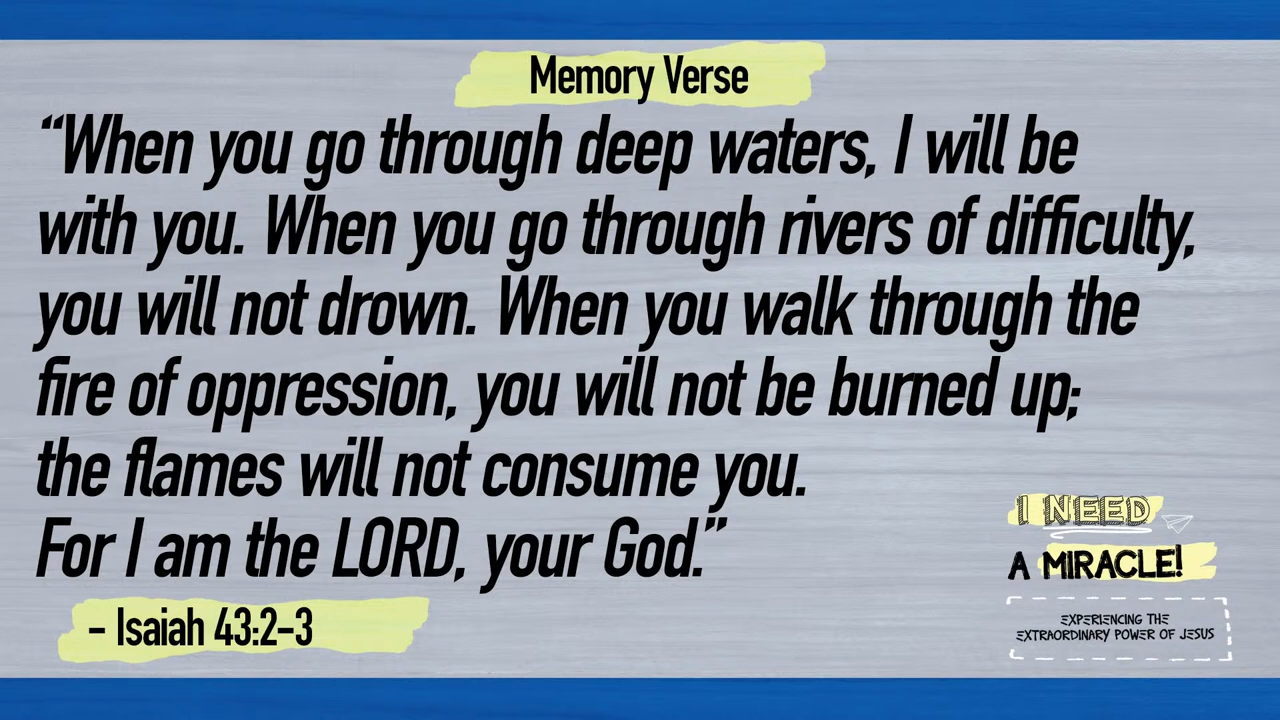 Memory Verse
“When you go through deep waters, I will be
with you. When you go through rivers of difficulty,
you will not drown. When you walk through the
fire of oppression, you will not be burned up;
the flames will not consume you.
For I am the LORD, your God.”
– Isaiah 43:2–3
I NEED
A MIRACLE!
EXPERIENCING THE
EXTRAORDINARY POWER OF JESUS